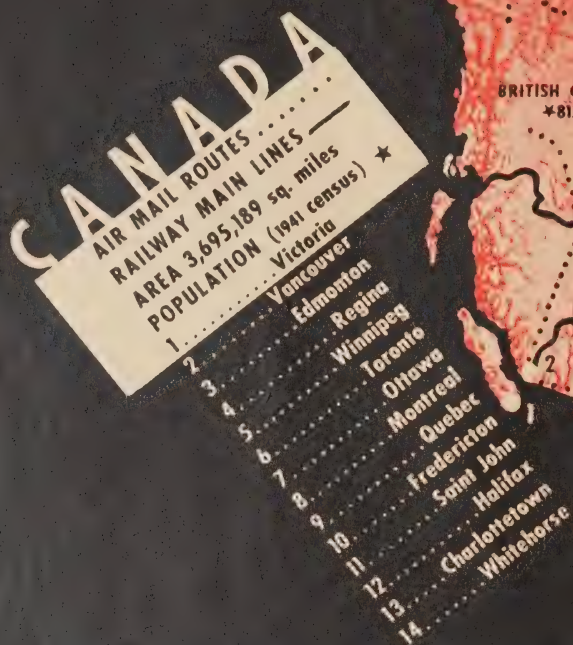 CANADA
AIR MAIL ROUTES ........
RAILWAY MAIN LINES ——
AREA 3,695,189 sq. miles
POPULATION (1941 census) ★
1.............Victoria
2.........Vancouver
3...........Edmonton
4..............Regina
5...........Winnipeg
6............Toronto
7.............Ottawa
8...........Montreal
9.............Quebec
10........Fredericton
11.........Saint John
12............Halifax
13.....Charlottetown
14.......Whitehorse
BRITISH
★81
2
1